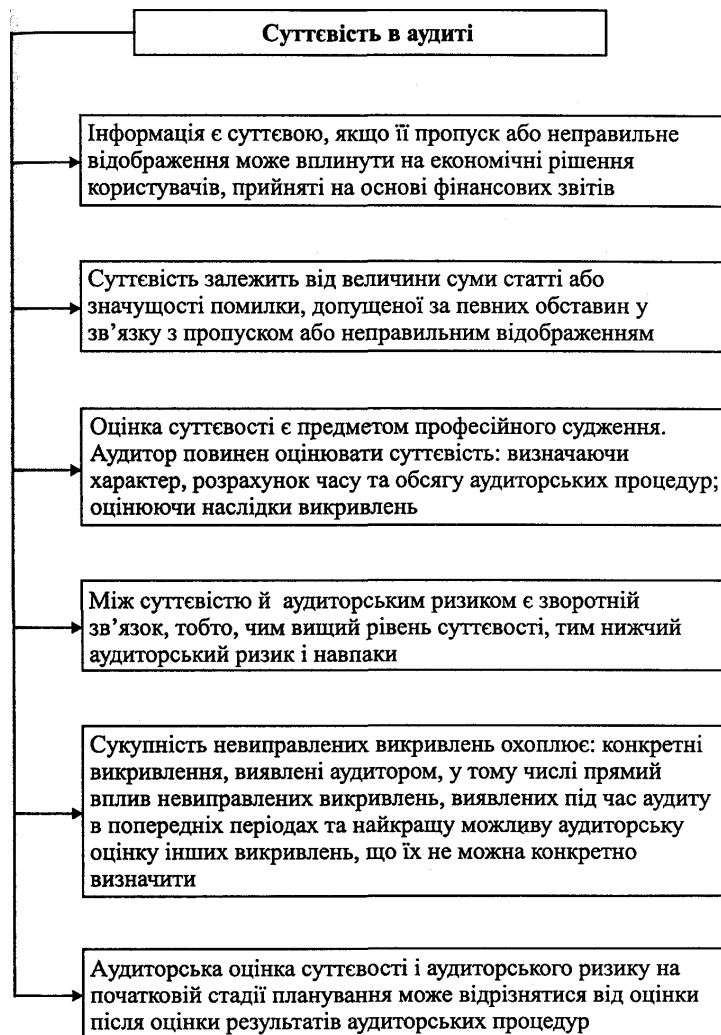 Суттєвість в аудиті
Інформація є суттєвою, якщо її пропуск або неправильне
відображення може вплинути на економічні рішення
користувачів, прийняті на основі фінансових звітів
Суттєвість залежить від величини суми статті або
значущості помилки, допущеної за певних обставин у
зв’язку з пропуском або неправильним відображенням
Оцінка суттєвості є предметом професійного судження.
Аудитор повинен оцінювати суттєвість: визначаючи
характер, розрахунок часу та обсягу аудиторських процедур;
оцінюючи наслідки викривлень
Між суттєвістю й аудиторським ризиком є зворотній
зв’язок, тобто, чим вищий рівень суттєвості, тим нижчий
аудиторський ризик і навпаки
Сукупність невиправлених викривлень охоплює: конкретні
викривлення, виявлені аудитором, у тому числі прямий
вплив невиправлених викривлень, виявлених під час аудиту
в попередніх періодах та найкращу можливу аудиторську
оцінку інших викривлень, що їх не можна конкретно
визначити
Аудиторська оцінка суттєвості і аудиторського ризику на
початковій стадії планування може відрізнятися від оцінки
після оцінки результатів аудиторських процедур